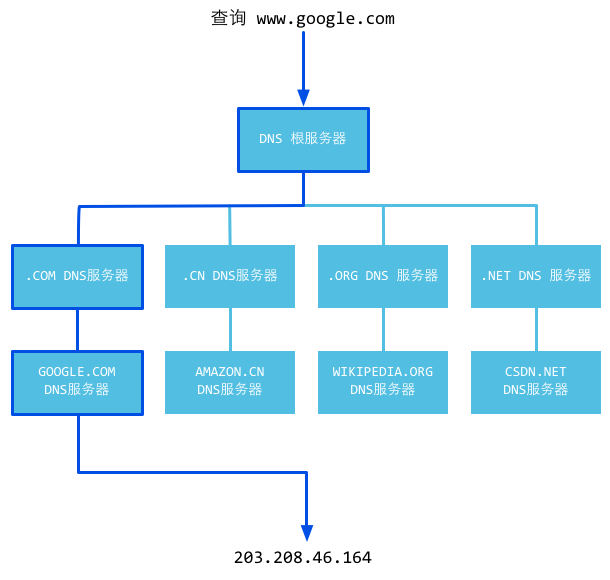 查询 www.google.com
DNS 根服务器
.COM DNS服务器
.CN DNS服务器
.ORG DNS 服务器
.NET DNS 服务器
GOOGLE.COM
DNS服务器
AMAZON.CN
DNS服务器
WIKIPEDIA.ORG
DNS服务器
CSDN.NET
DNS服务器
203.208.46.164